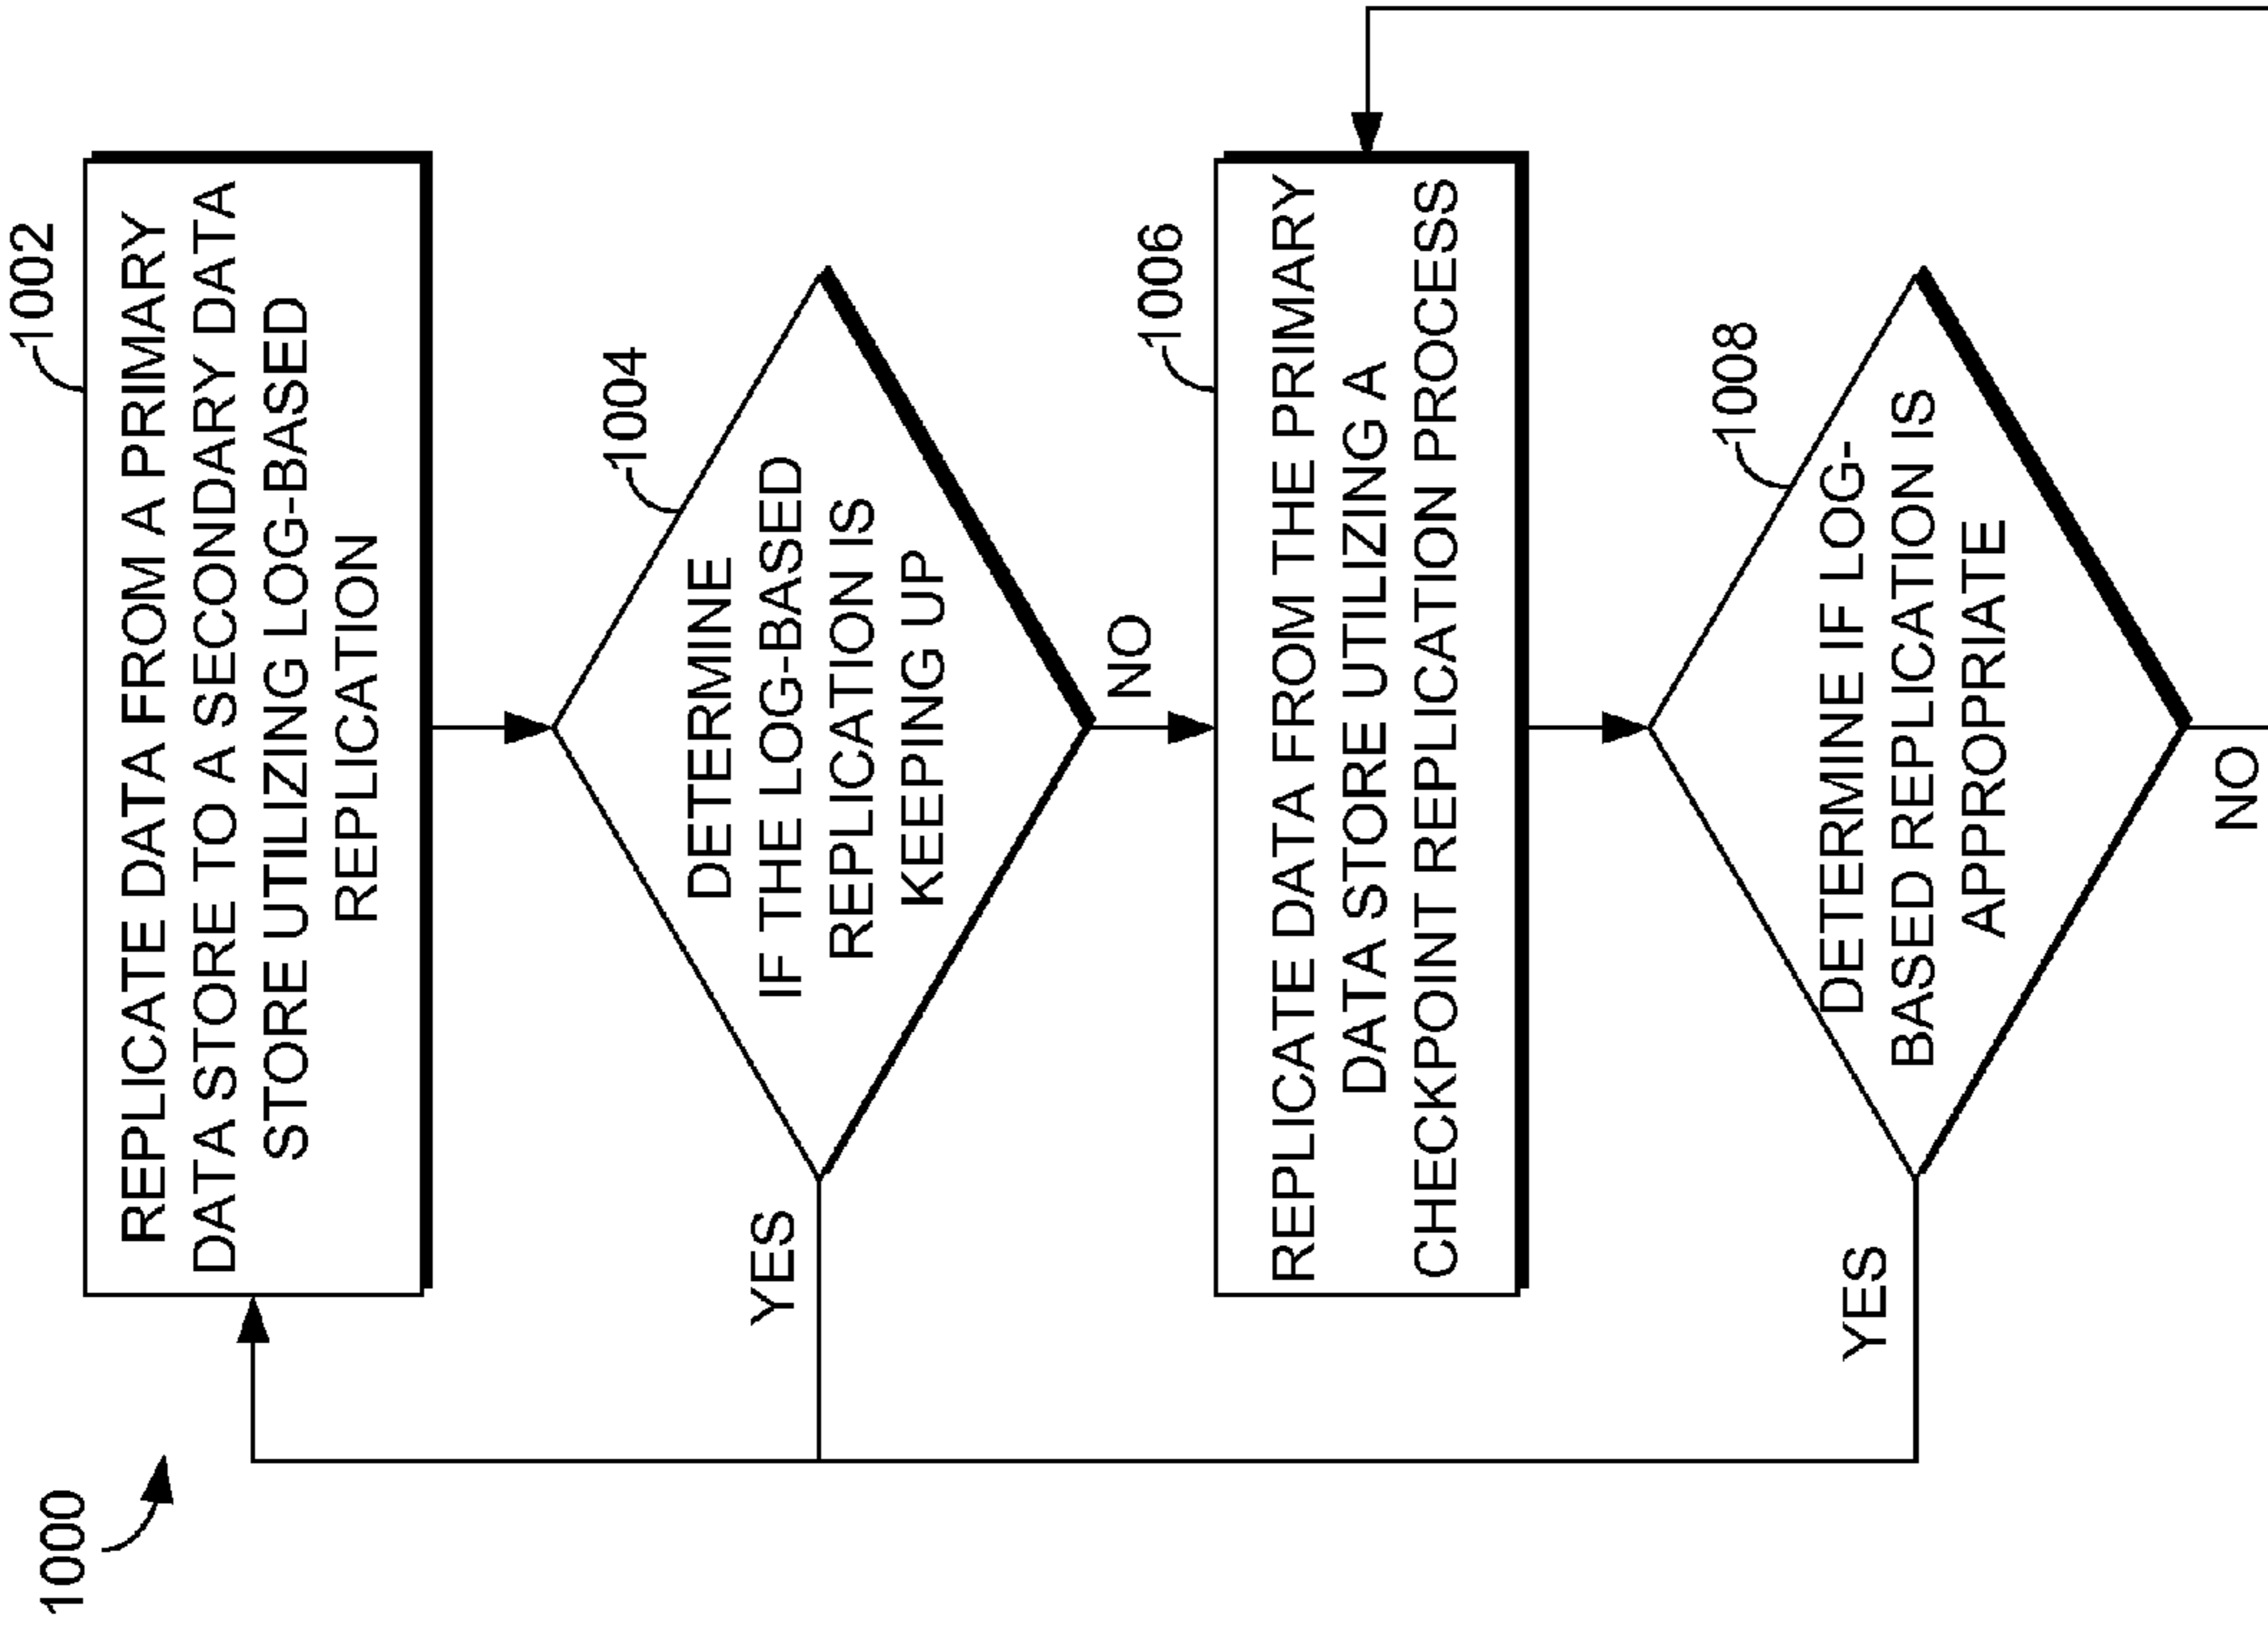 1000
1002
REPLICATE DATA FROM A PRIMARY
DATA STORE TO A SECONDARY DATA
STORE UTILIZING LOG-BASED
REPLICATION
1004
DETERMINE
IF THE LOG-BASED
REPLICATION IS
KEEPING UP
YES
NO
1006
REPLICATE DATA FROM THE PRIMARY
DATA STORE UTILIZING A
CHECKPOINT REPLICATION PROCESS
1008
DETERMINE IF LOG-
BASED REPLICATION IS
APPROPRIATE
YES
NO